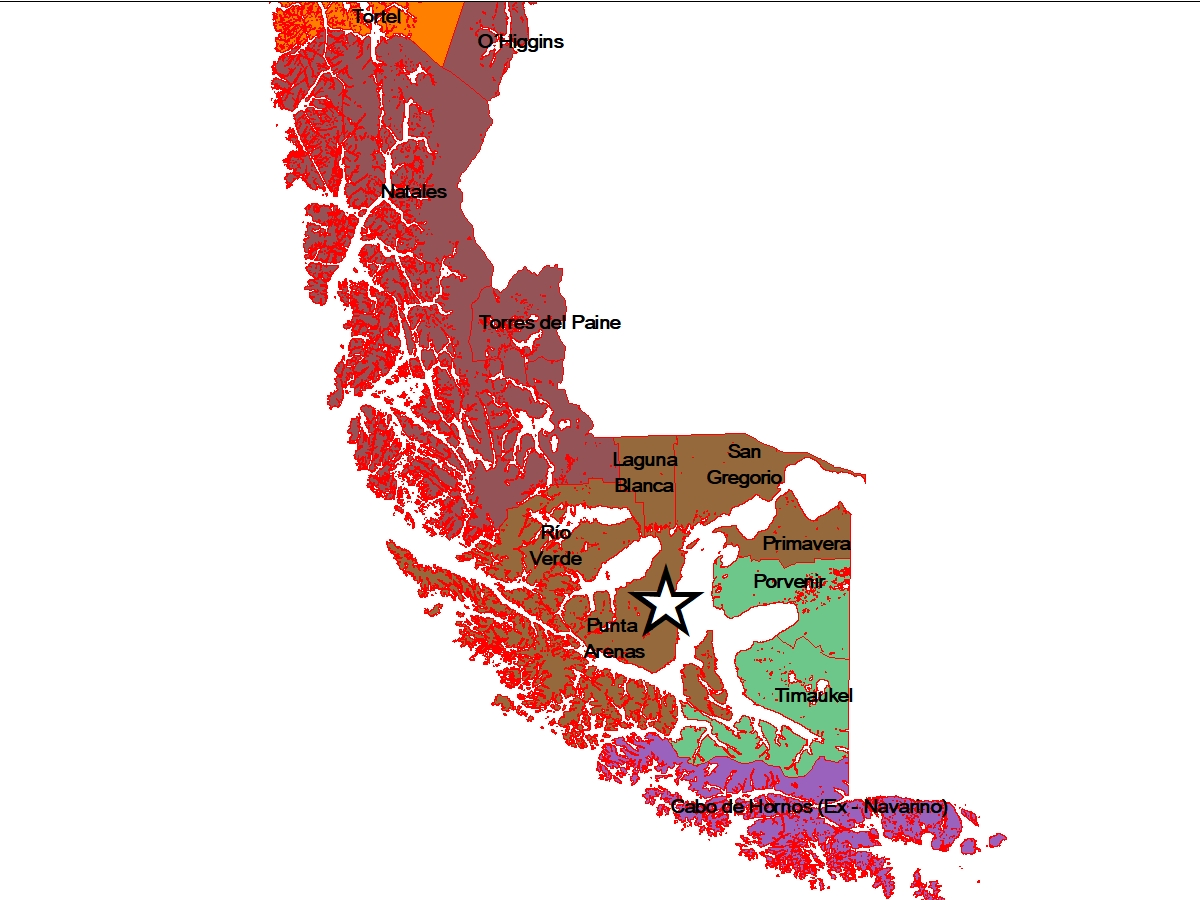 Tortel
O'Higgins
Natales
Torres del Paine
Laguna
Blanca
San
Gregorio
Río
Verde
Primavera
Porvenir
Punta
Arenas
Timaukel
Cabo de Hornos (Ex - Navarino)